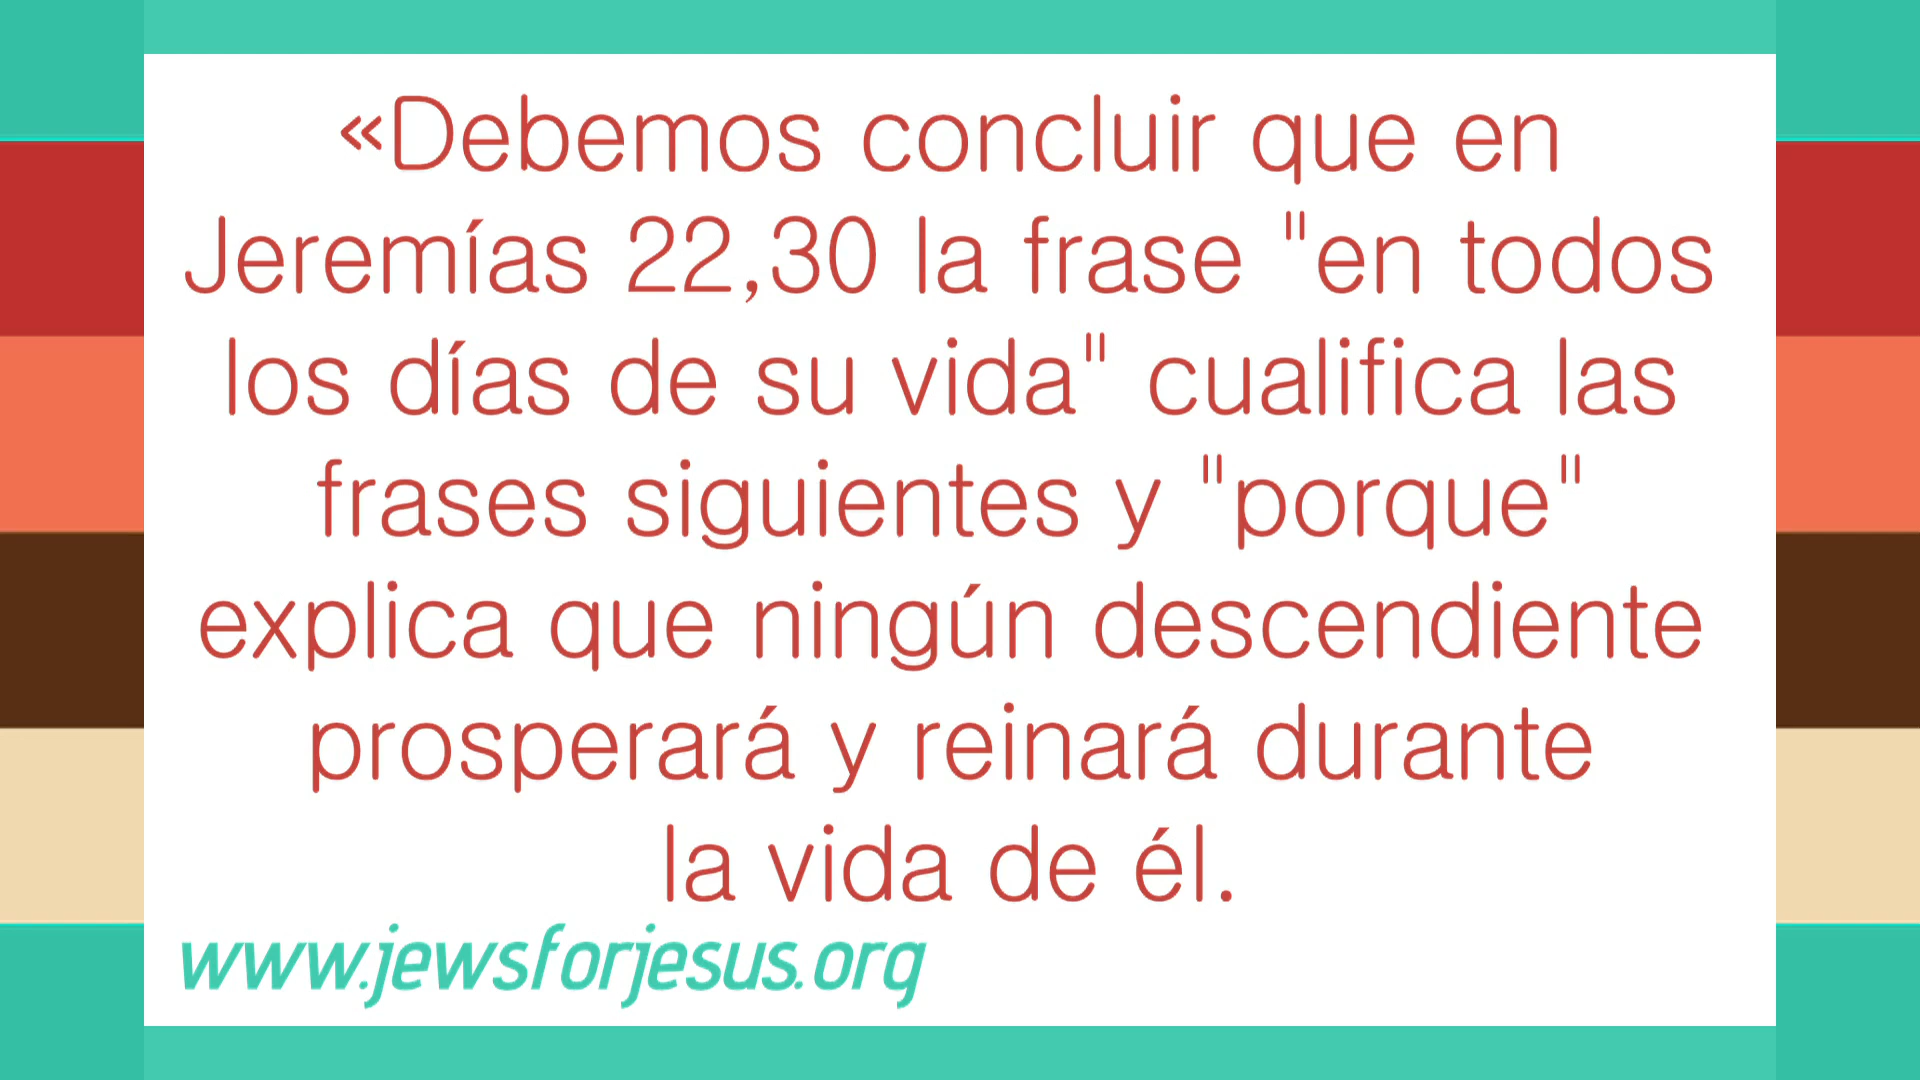 «Debemos concluir que en
Jeremías 22,30 la frase "en todos
los días de su vida" cualifica las
frases siguientes y "porque"
explica que ningún descendiente
prosperará y reinará durante
la vida de él.
www.jewsforjesus.org